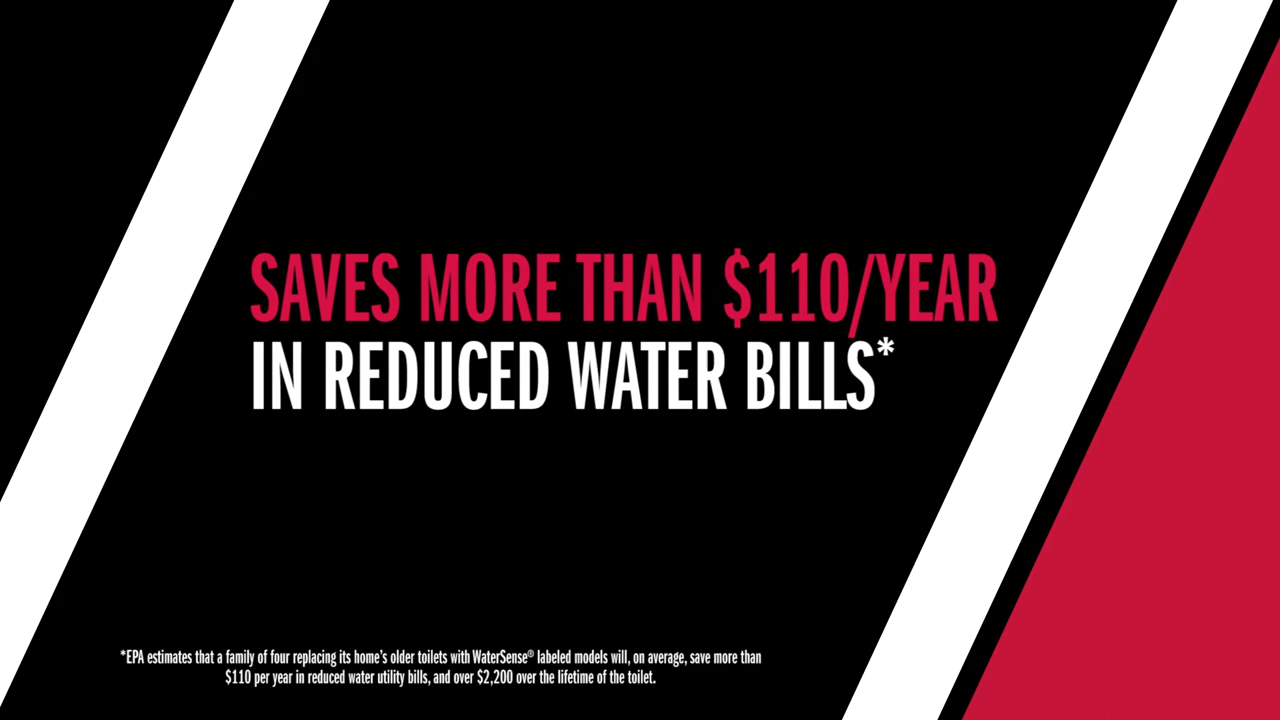 SAVES MORE THAN $110/YEAR
IN REDUCED WATER BILLS*
*EPA estimates that a family of four replacing its home's older toilets with WaterSense® labeled models will, on average, save more than
$110 per year in reduced water utility bills, and over $2,200 over the lifetime of the toilet.